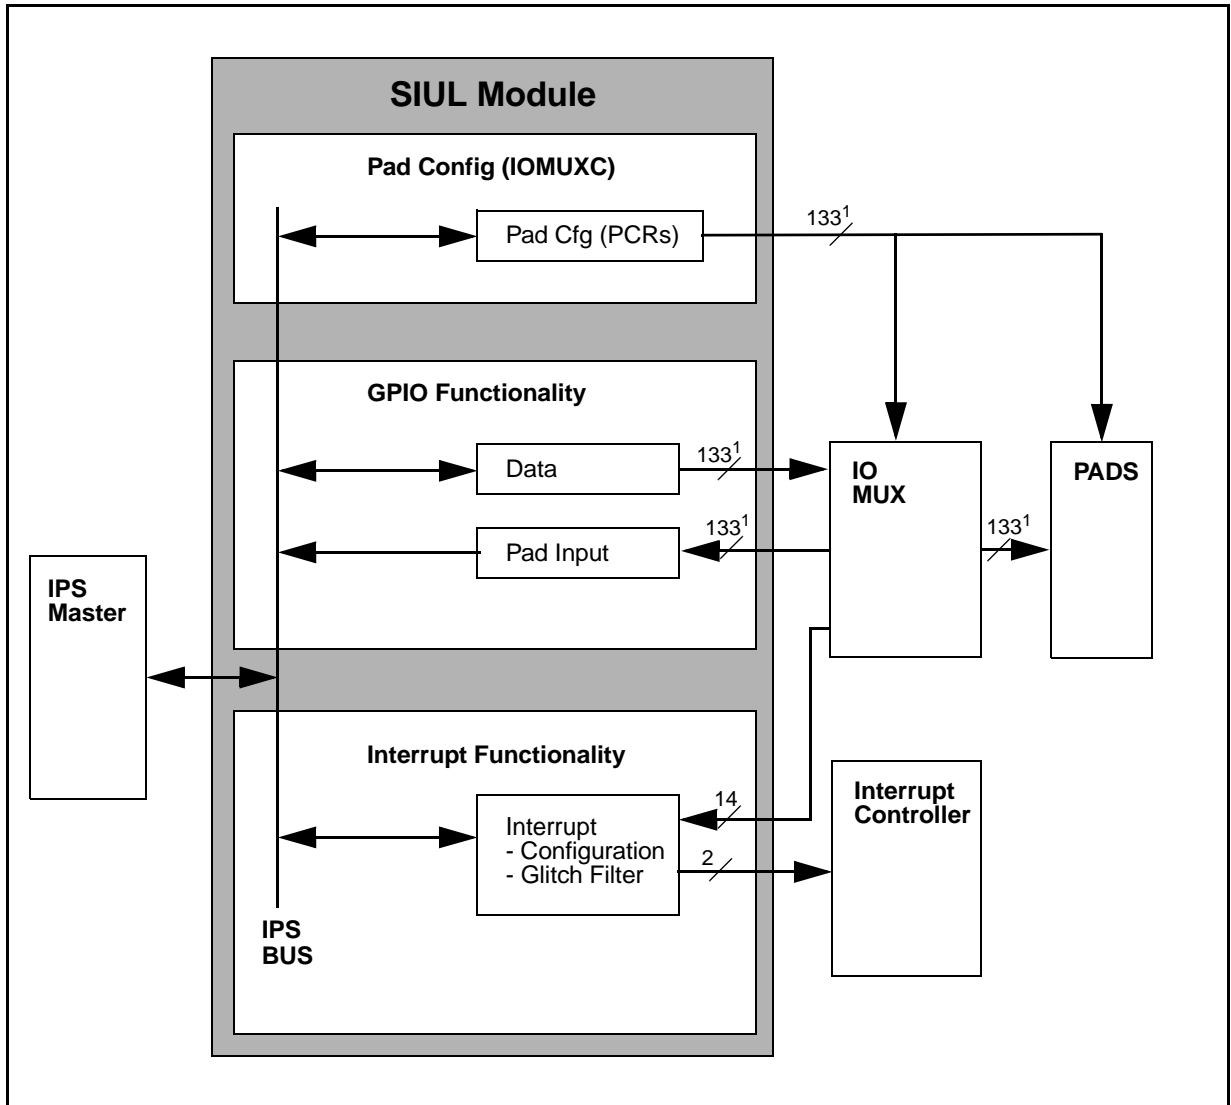 SIUL Module
Pad Config (IOMUXC)
Pad Cfg (PCRs)
133¹
GPIO Functionality
Data
133¹
Pad Input
133¹
IO
MUX
133¹
PADS
IPS
Master
Interrupt Functionality
Interrupt
- Configuration
- Glitch Filter
14
2
Interrupt
Controller
IPS
BUS